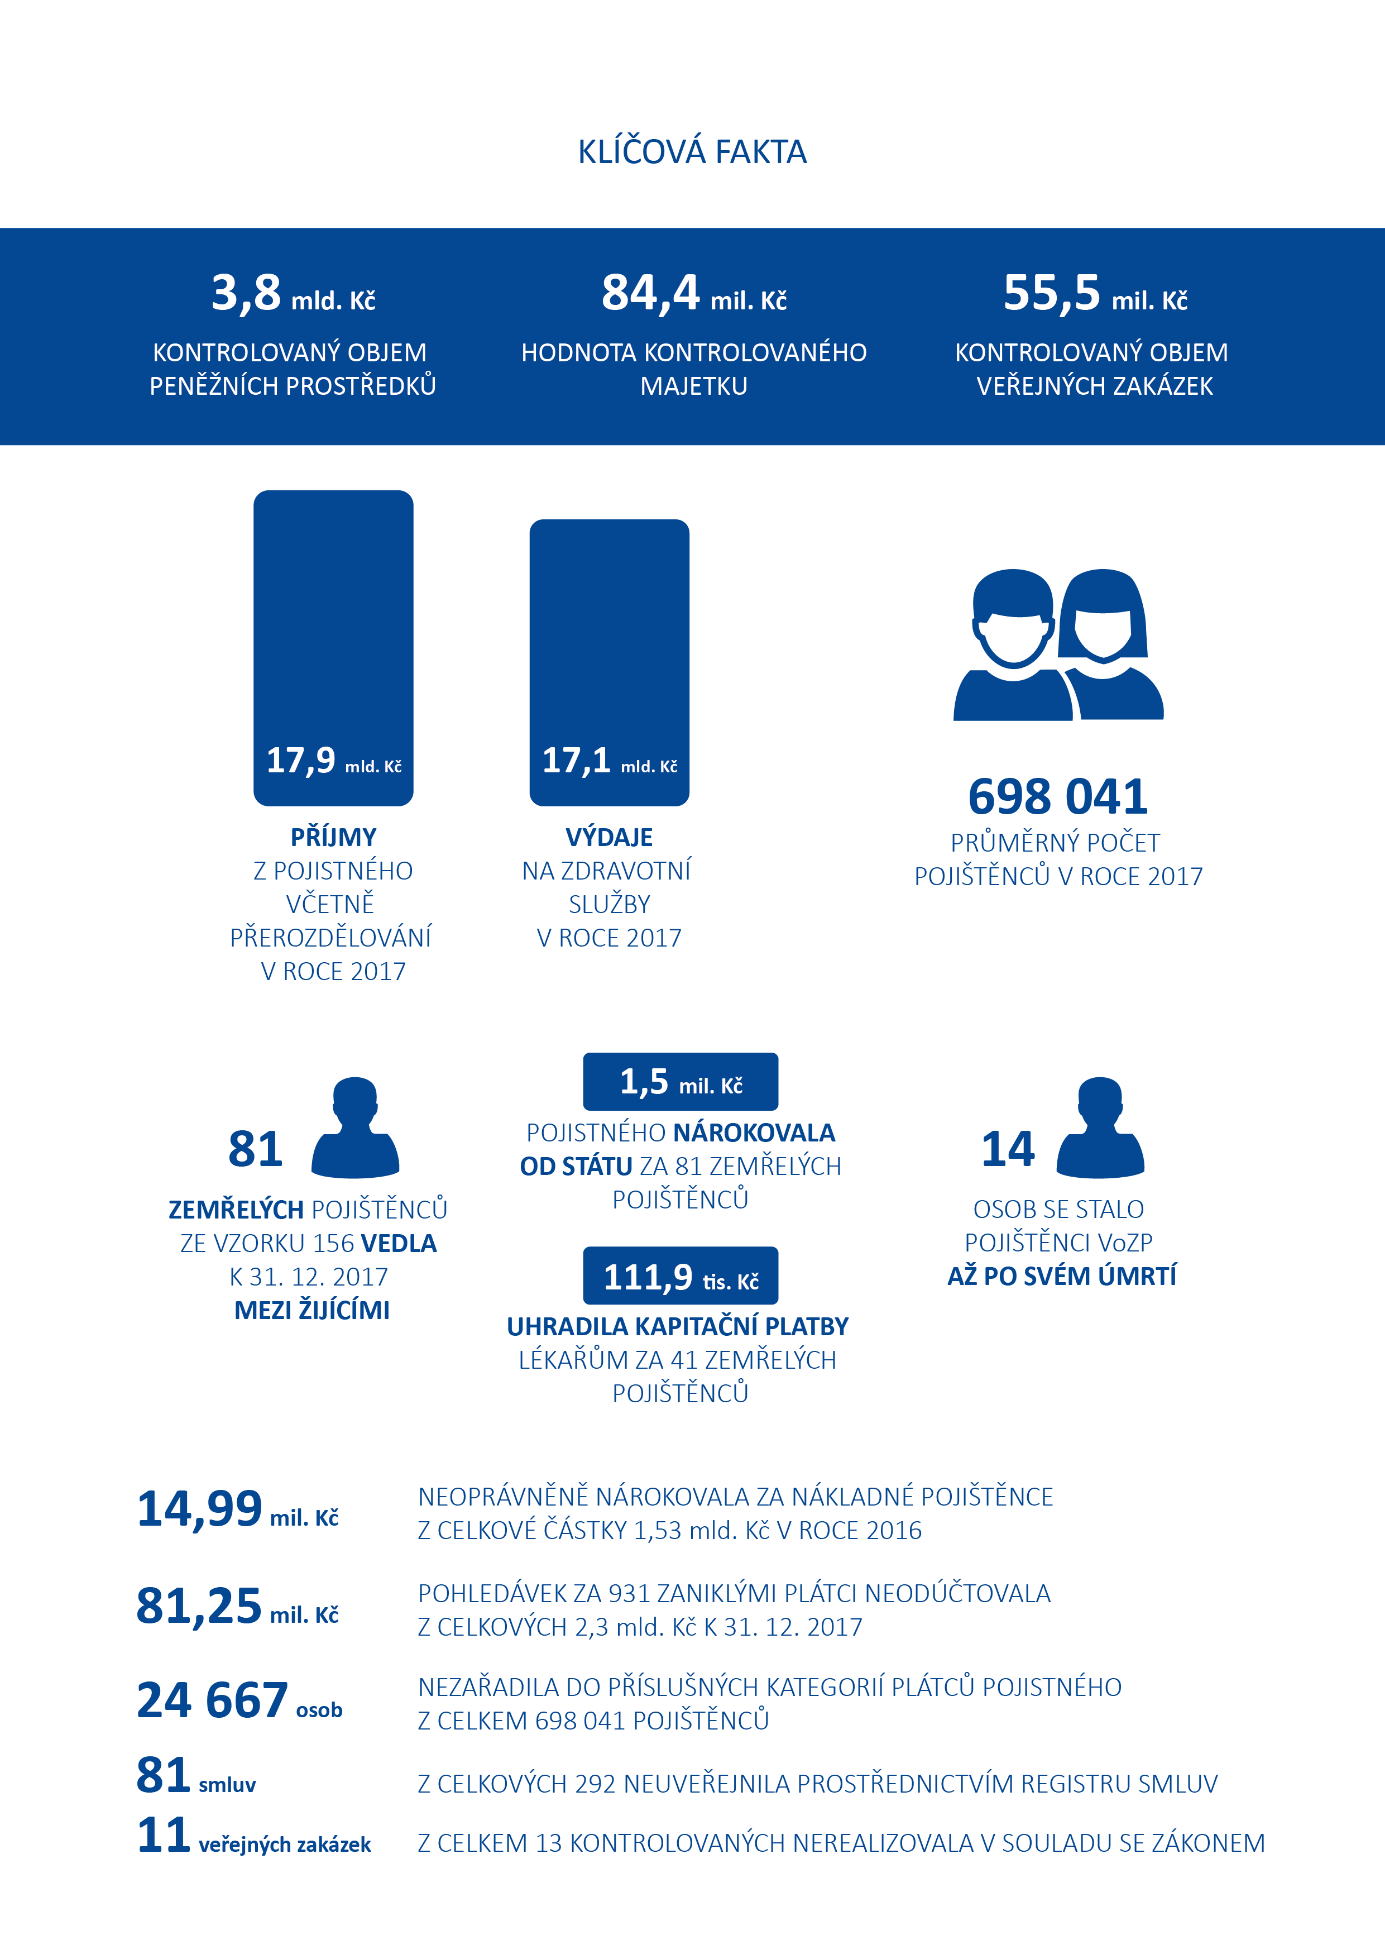 KLÍČOVÁ FAKTA
3,8 mld. Kč
KONTROLOVANÝ OBJEM
PENĚŽNÍCH PROSTŘEDKŮ
84,4 mil. Kč
HODNOTA KONTROLOVANÉHO
MAJETKU
55,5 mil. Kč
KONTROLOVANÝ OBJEM
VEŘEJNÝCH ZAKÁZEK
17,9 mld. Kč
PŘÍJMY
Z POJISTNÉHO
VČETNĚ
PŘEROZDĚLOVÁNÍ
V ROCE 2017
17,1 mld. Kč
VÝDAJE
NA ZDRAVOTNÍ
SLUŽBY
V ROCE 2017
698 041
PRŮMĚRNÝ POČET
POJIŠTĚNCŮ V ROCE 2017
81
ZEMŘELÝCH POJIŠTĚNCŮ
ZE VZORKU 156 VEDLA
K 31. 12. 2017
MEZI ŽIJÍCÍMI
1,5 mil. Kč
POJISTNÉHO NÁROKOVALA
OD STÁTU ZA 81 ZEMŘELÝCH
POJIŠTĚNCŮ
111,9 tis. Kč
UHRADILA KAPITAČNÍ PLATBY
LÉKAŘŮM ZA 41 ZEMŘELÝCH
POJIŠTĚNCŮ
14
OSOB SE STALO
POJIŠTĚNCI VoZP
AŽ PO SVÉM ÚMRTÍ
14,99 mil. Kč
NEOPRÁVNĚNĚ NÁROKOVALA ZA NÁKLADNÉ POJIŠTĚNCE
Z CELKOVÉ ČÁSTKY 1,53 mld. Kč V ROCE 2016
81,25 mil. Kč
POHLEDÁVEK ZA 931 ZANIKLÝMI PLÁTCI NEODÚČTOVALA
Z CELKOVÝCH 2,3 mld. Kč K 31. 12. 2017
24 667 osob
NEZAŘADILA DO PŘÍSLUŠNÝCH KATEGORIÍ PLÁTCŮ POJISTNÉHO
Z CELKEM 698 041 POJIŠTĚNCŮ
81 smluv
Z CELKOVÝCH 292 NEUVEŘEJNILA PROSTŘEDNICTVÍM REGISTRU SMLUV
11 veřejných zakázek
Z CELKEM 13 KONTROLOVANÝCH NEREALIZOVALA V SOULADU SE ZÁKONEM